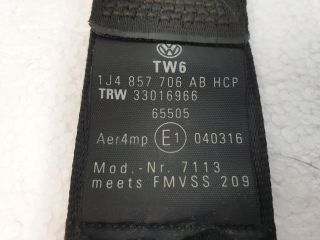 TW6
1J4 857 706 AB HCP
TRW 33016966
65505
Aer4mp E1 040316
Mod.-Nr. 7113
meets FMVSS 209